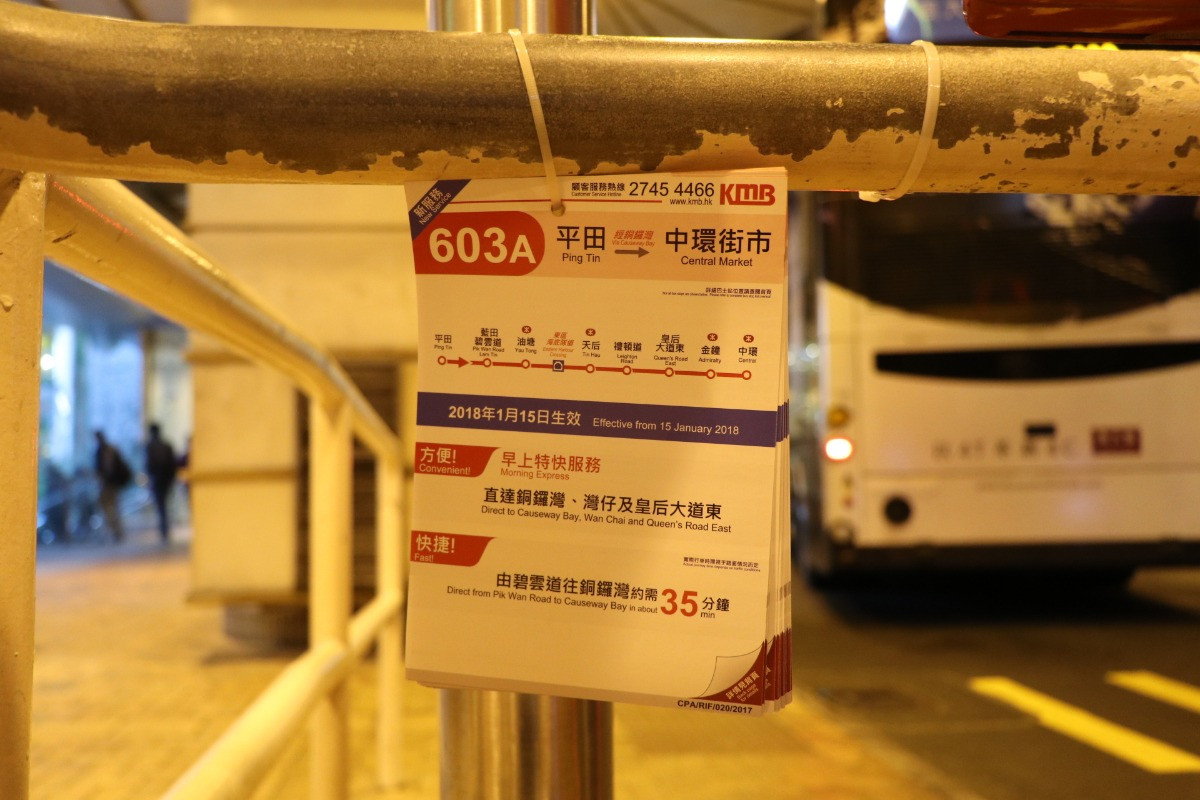 新服務
New Service
顧客服務熱線 2745 4466 KMB
Customer Service Hotline
www.kmb.hk
603A
平田 經銅鑼灣 中環街市
Ping Tin Via Causeway Bay Central Market
平田 藍田碧雲道 油塘 東區海底隧道 天后 禮頓道 皇后大道東 金鐘 中環
Ping Tin Pik Wan Road Lam Tin Yau Tong Eastern Harbour Crossing Tin Hau Leighton Road Queen's Road East Admiralty Central
2018年1月15日生效 Effective from 15 January 2018
方便! 早上特快服務
Convenient! Morning Express
直達銅鑼灣、灣仔及皇后大道東
Direct to Causeway Bay, Wan Chai and Queen's Road East
快捷!
Fast!
由碧雲道往銅鑼灣約需 35 分鐘
Direct from Pik Wan Road to Causeway Bay in about min
詳情見背頁
CPA/RIF/020/2017